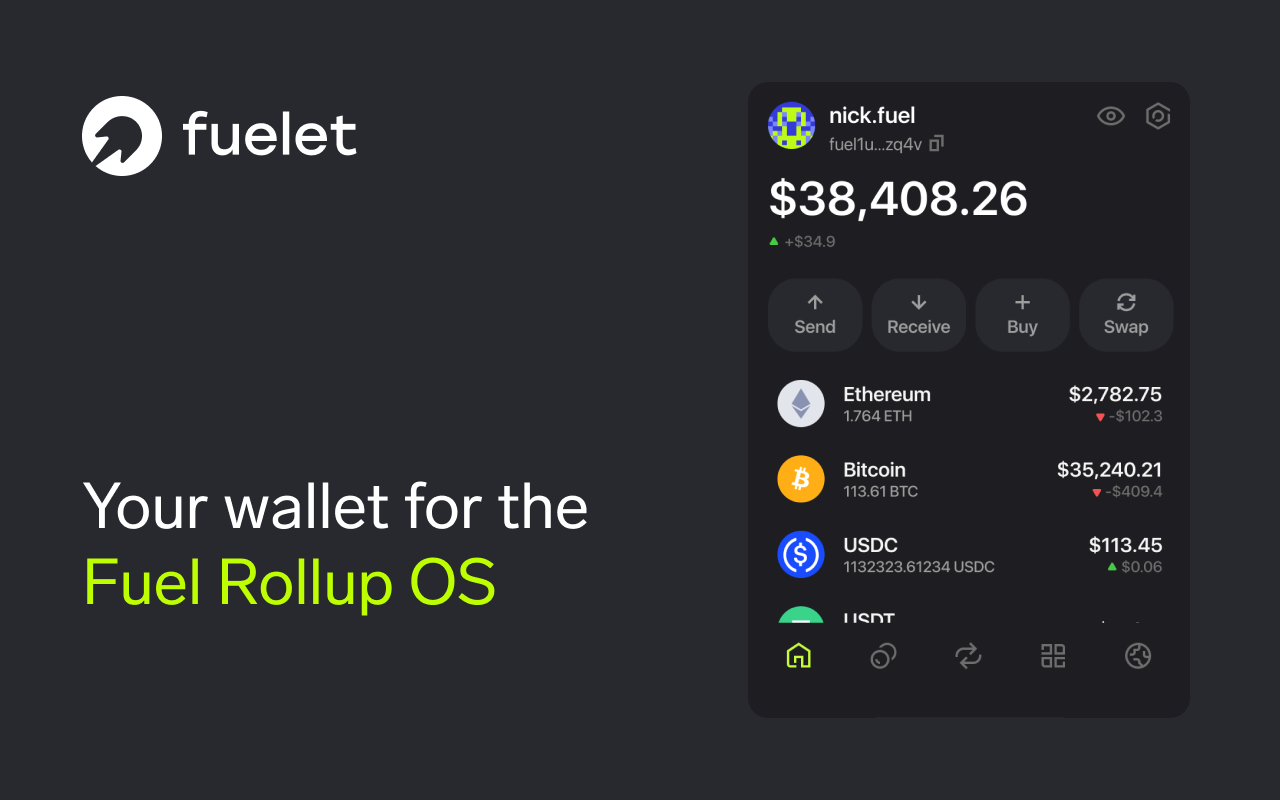 fuelet
Your wallet for the
Fuel Rollup OS
nick.fuel
fuel1u...zq4v
$38,408.26
+$34.9
Send
Receive
Buy
Swap
Ethereum
$2,782.75
1.764 ETH
-$102.3
Bitcoin
$35,240.21
113.61 BTC
-$409.4
USDC
$113.45
1132323.61234 USDC
$0.06
USDT